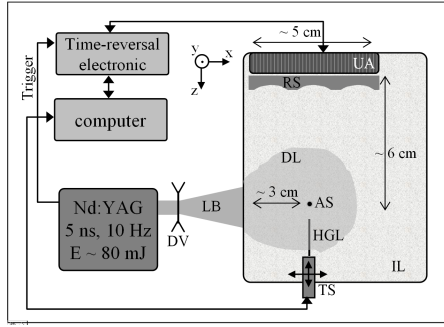 ~ 5 cm
Time-reversal
electronic
y
x
z
UA
RS
Trigger
computer
~ 6 cm
DL
~ 3 cm
AS
Nd:YAG
5 ns, 10 Hz
E ~ 80 mJ
LB
DV
HGL
IL
TS